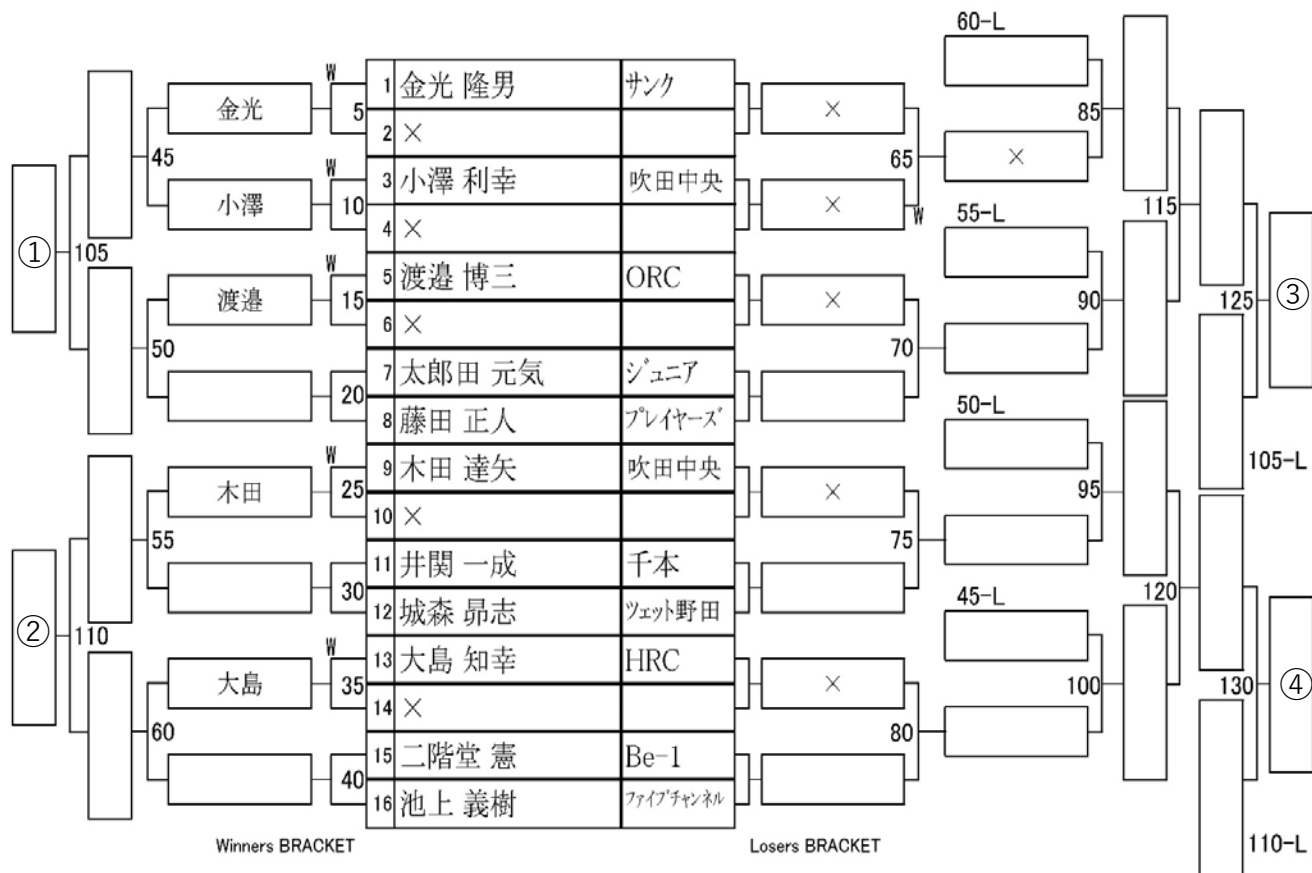 60-L
W
1 金光 隆男 サンク
金光 5 × 85
2 ×
45 W 65 ×
3 小澤 利幸 吹田中央
小澤 10 × W 55-L 115
4 ×
① 105 ③
W
5 渡邉 博三 ORC
渡邉 15 × 90 125
6 ×
50 70
7 太郎田 元気 ジュニア
20
8 藤田 正人 プレイヤーズ 50-L
W 105-L
9 木田 達矢 吹田中央
木田 25 × 95
10 ×
55 75
11 井関 一成 千本
30 120
12 城森 昴志 ツェット野田 45-L
② 110 ④
W
13 大島 知幸 HRC
大島 35 × 100 130
14 ×
60 80
15 二階堂 憲 Be-1
40
16 池上 義樹 ファイブチャンネル
Winners BRACKET Losers BRACKET 110-L